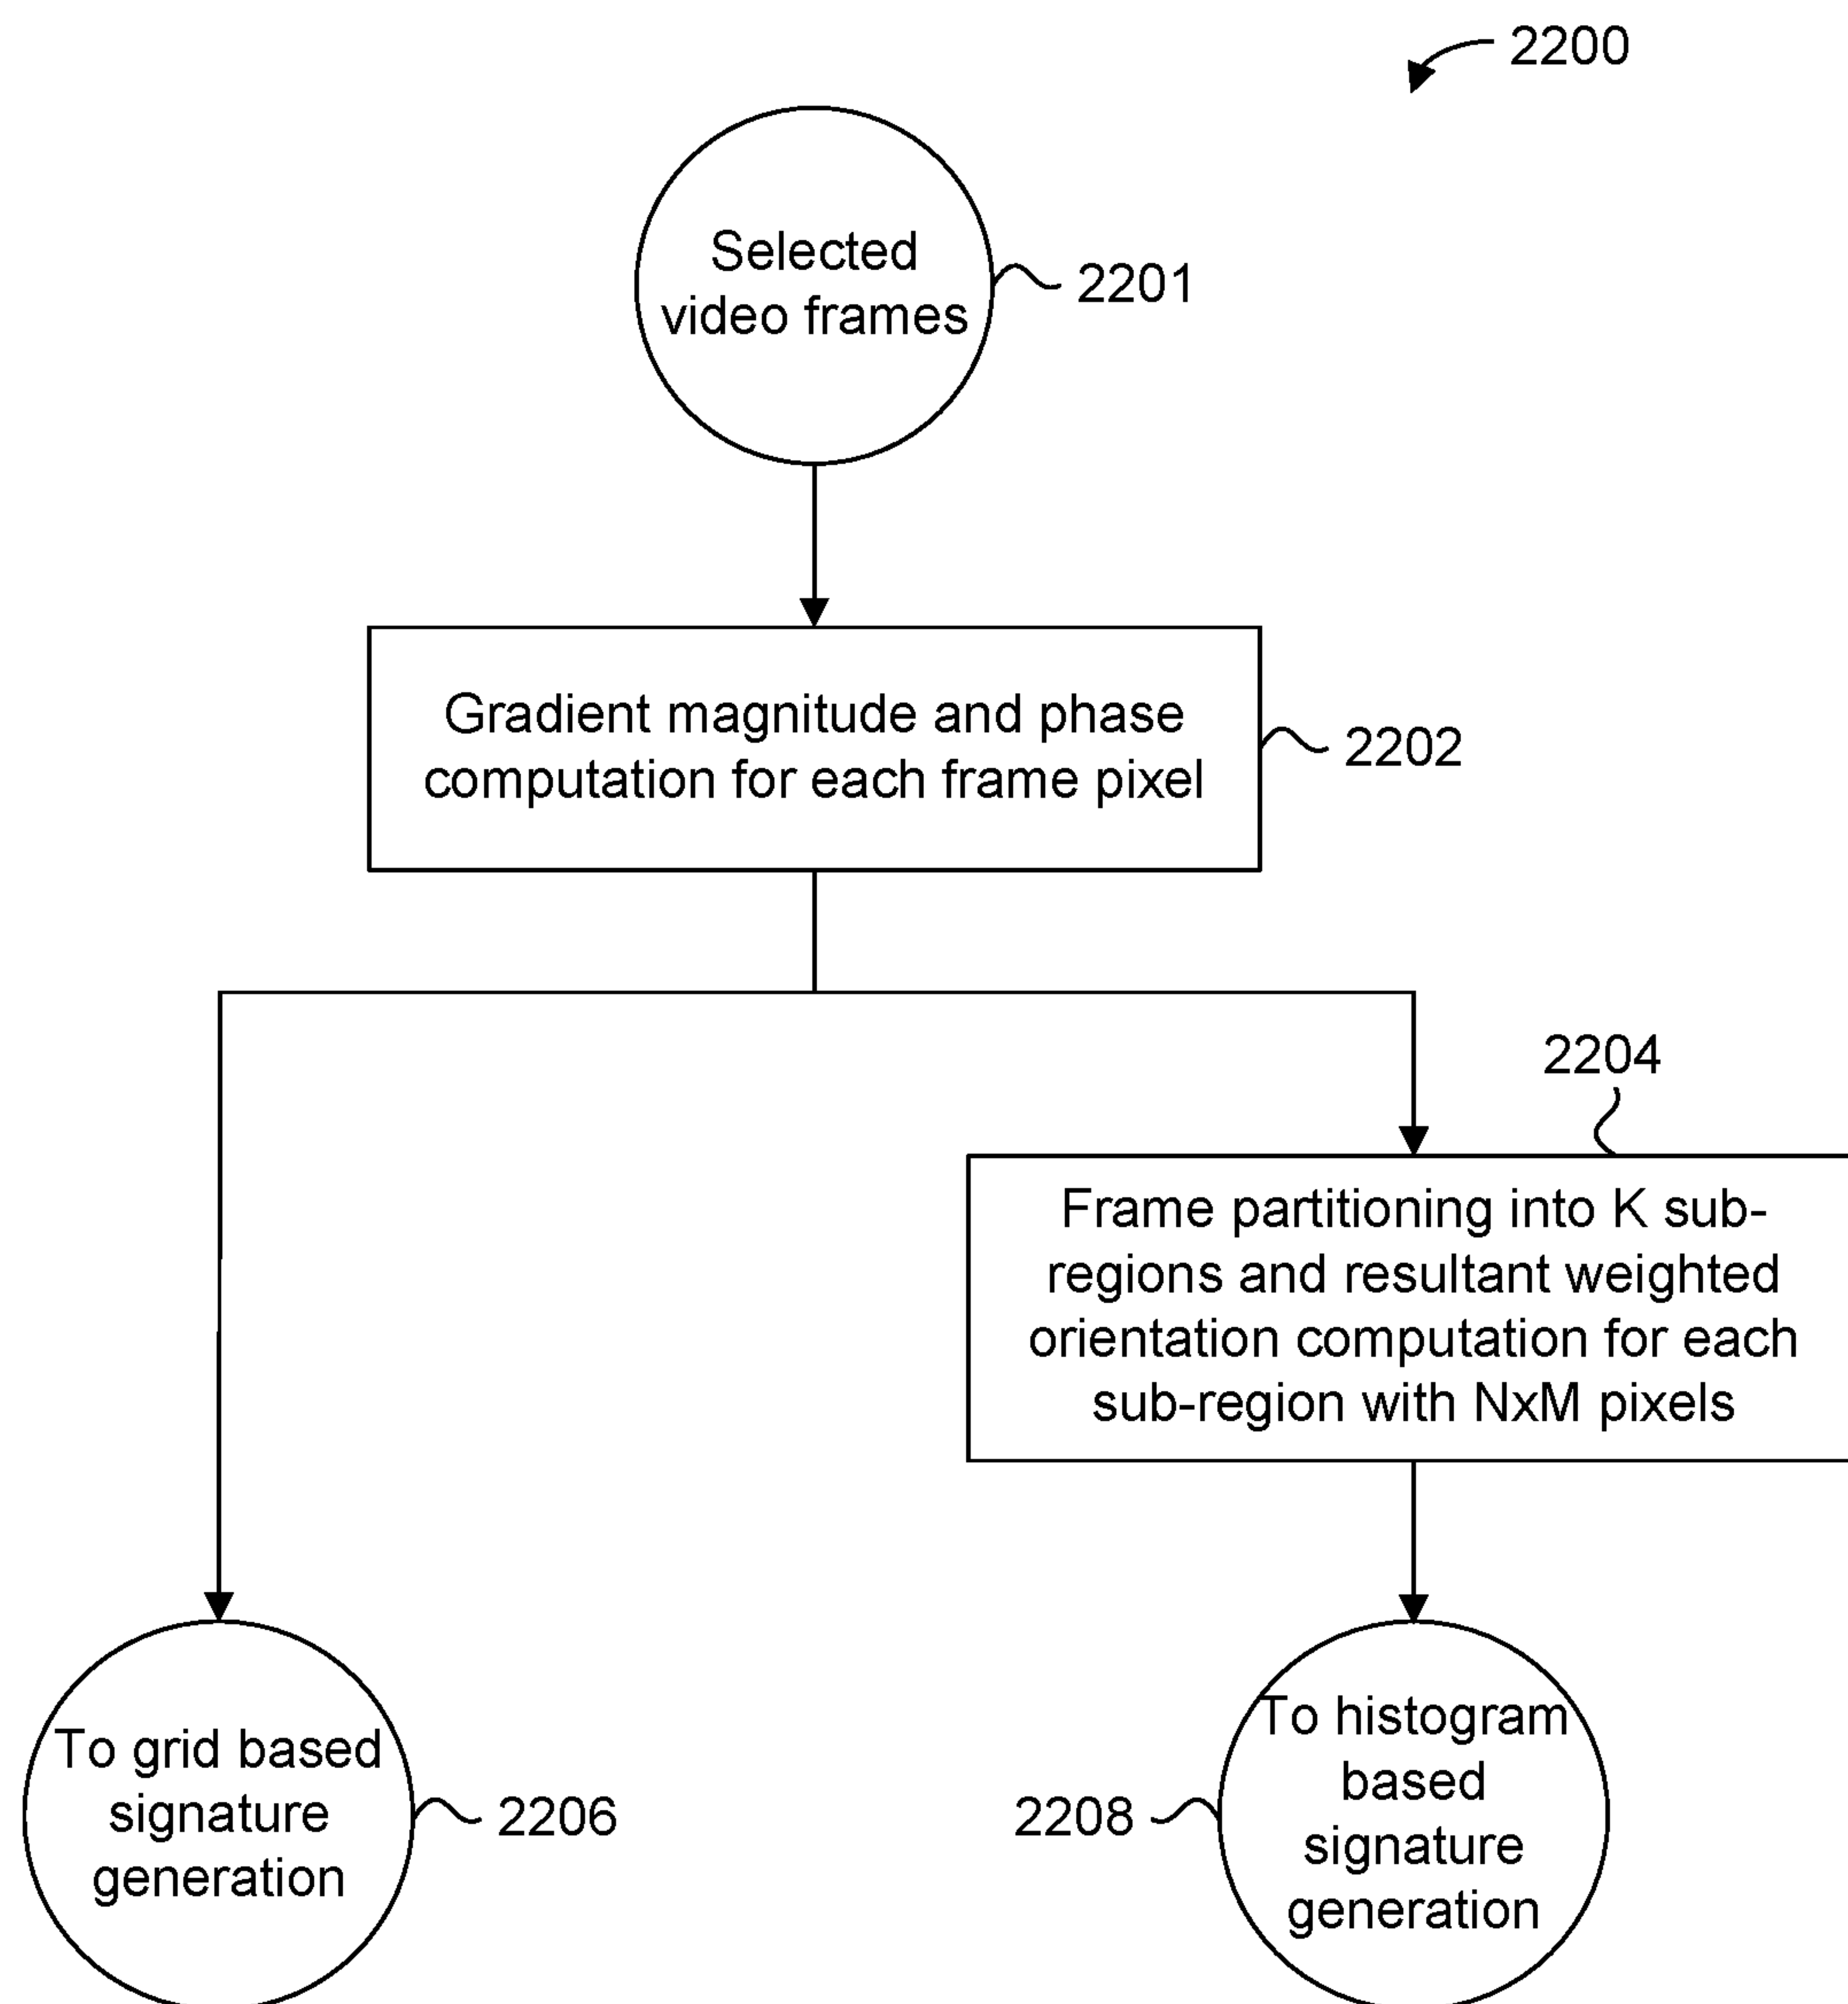 2200
Selected
video frames
2201
Gradient magnitude and phase
computation for each frame pixel
2202
2204
Frame partitioning into K sub-
regions and resultant weighted
orientation computation for each
sub-region with NxM pixels
To grid based
signature
generation
2206
2208
To histogram
based
signature
generation